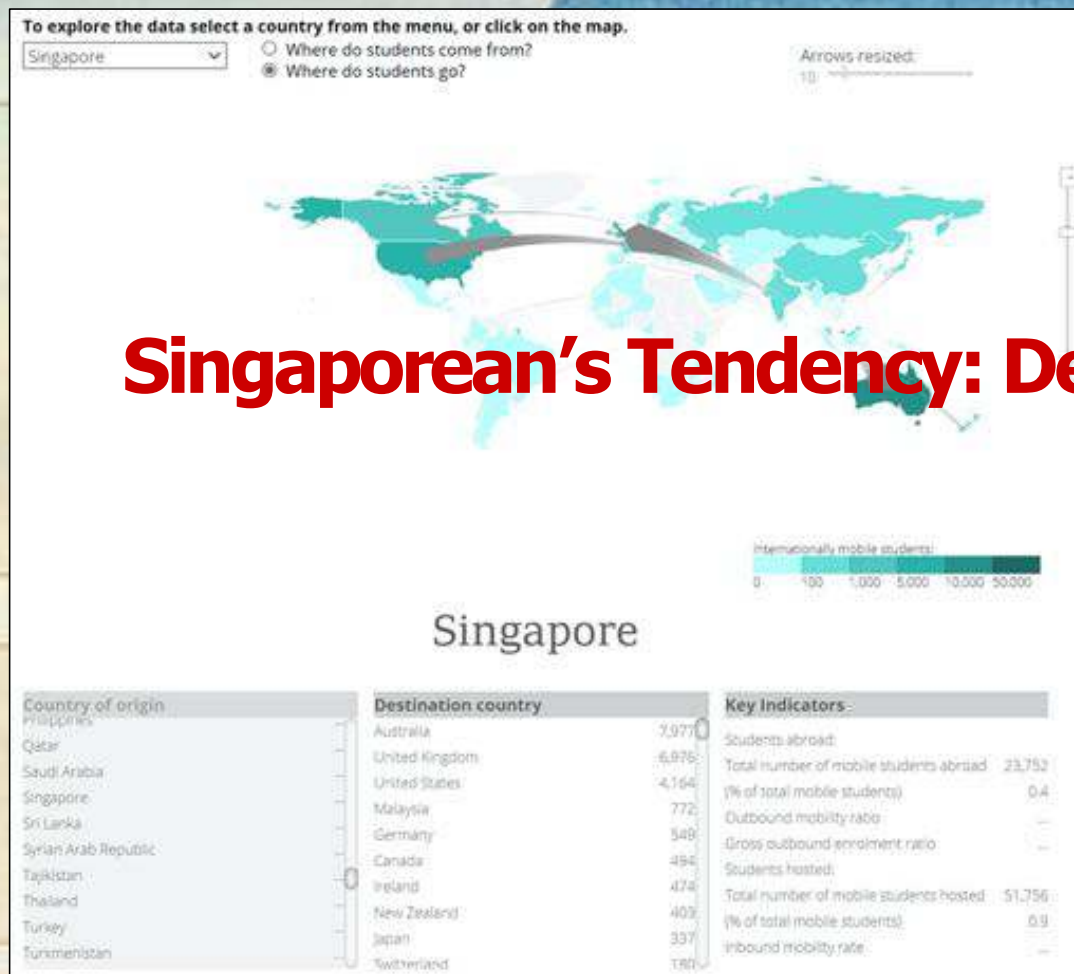 To explore the data select a country from the menu, or click on the map.
Singapore
Where do students come from?
Where do students go?
Arrows resized:
10
Singaporean’s Tendency: De
Internationally mobile students:
0 100 1,000 5,000 10,000 50,000
Singapore
Country of origin
Philippines
Qatar
Saudi Arabia
Singapore
Sri Lanka
Syrian Arab Republic
Tajikistan
Thailand
Turkey
Turkmenistan
Destination country
Australia 7,977
United Kingdom 6,976
United States 4,164
Malaysia 772
Germany 549
Canada 494
Ireland 474
New Zealand 403
Japan 337
Switzerland 180
Key Indicators
Students abroad:
Total number of mobile students abroad 23,752
(% of total mobile students) 0.4
Outbound mobility ratio ...
Gross outbound enrolment ratio ...
Students hosted:
Total number of mobile students hosted 51,756
(% of total mobile students) 0.9
Inbound mobility rate ...